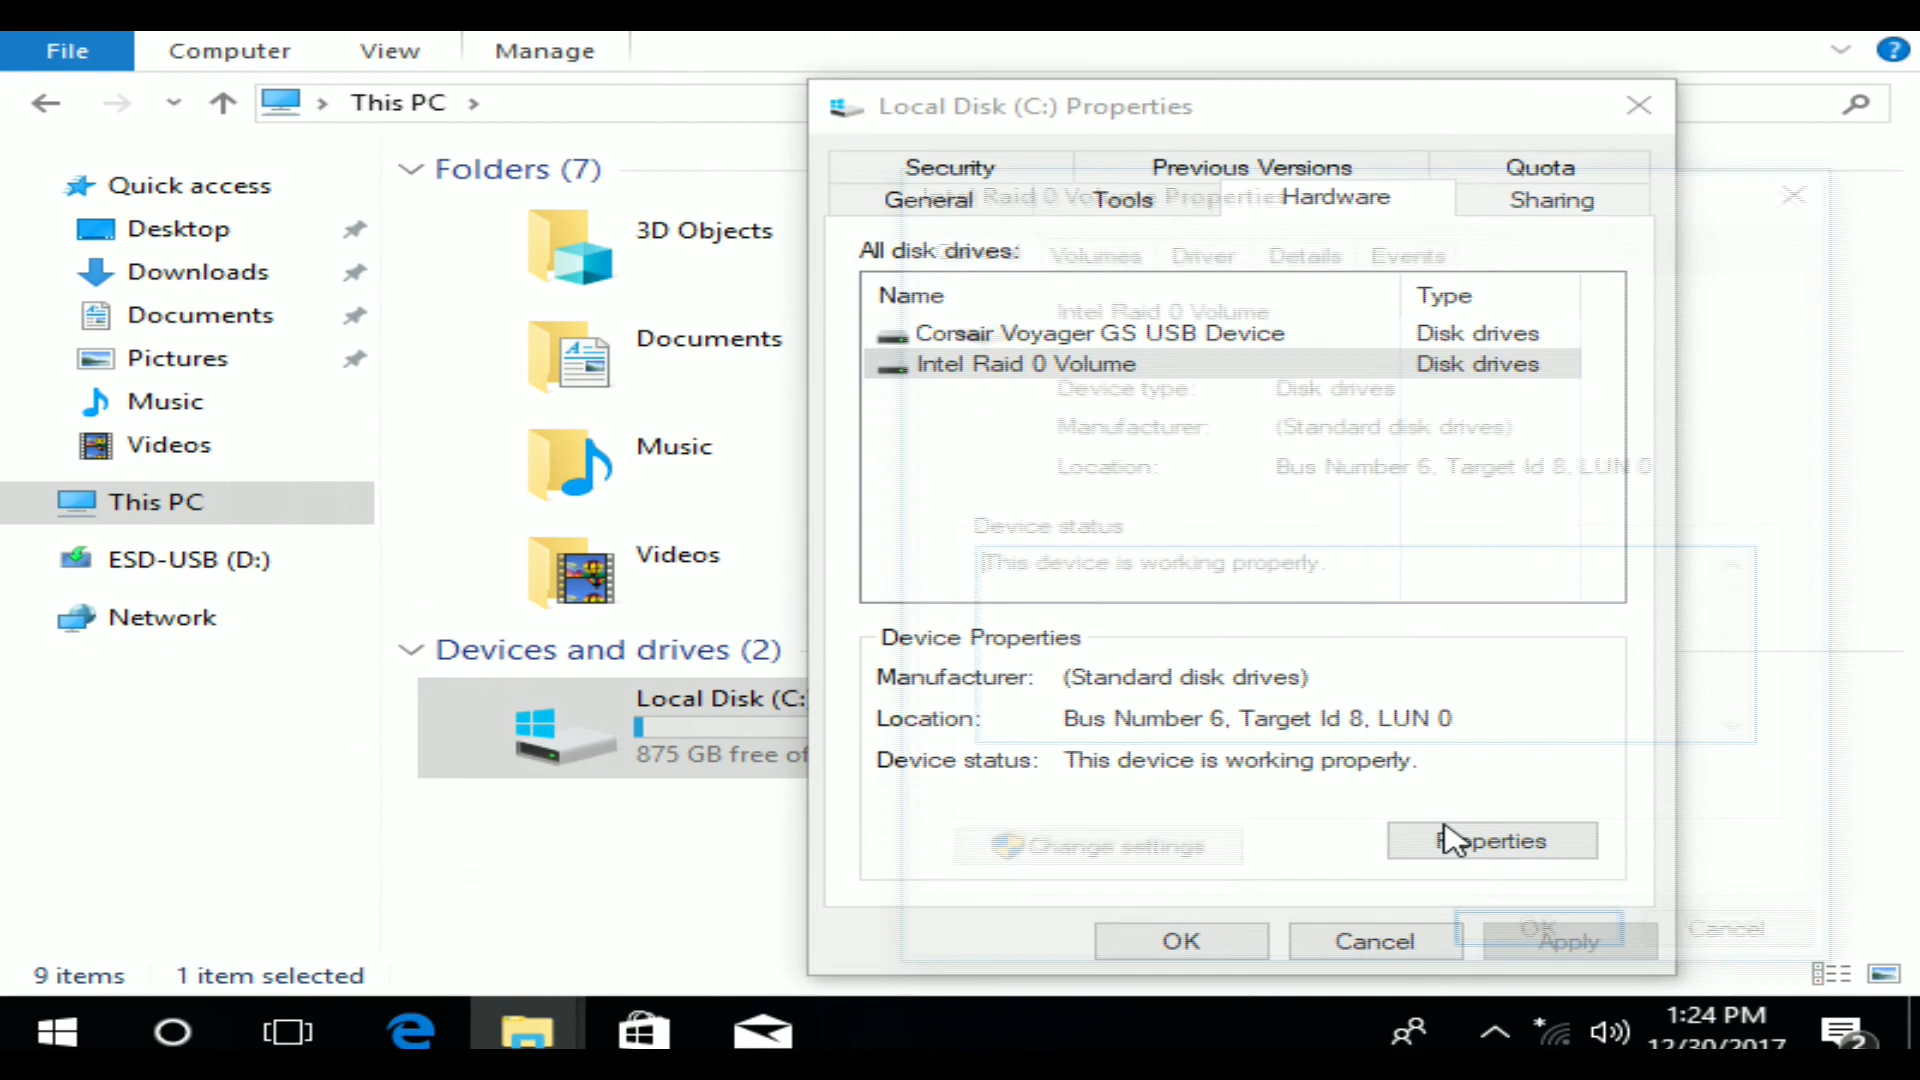 File Computer View Manage
This PC
Quick access
Desktop
Downloads
Documents
Pictures
Music
Videos
This PC
ESD-USB (D:)
Network
Folders (7)
3D Objects
Documents
Music
Videos
Devices and drives (2)
Local Disk (C:
875 GB free of
9 items 1 item selected
Local Disk (C:) Properties
Security Previous Versions Quota
General Tools Hardware Sharing
All disk drives:
Name Type
Corsair Voyager GS USB Device Disk drives
Intel Raid 0 Volume Disk drives
Device Properties
Manufacturer: (Standard disk drives)
Location: Bus Number 6, Target Id 8, LUN 0
Device status: This device is working properly.
Properties
OK Cancel Apply
Intel Raid 0 Volume Properties
Volumes Driver Details Events
Intel Raid 0 Volume
Device type: Disk drives
Manufacturer: (Standard disk drives)
Location: Bus Number 6, Target Id 8, LUN 0
Device status
This device is working properly.
Change settings
OK Cancel
1:24 PM
12/30/2017
2